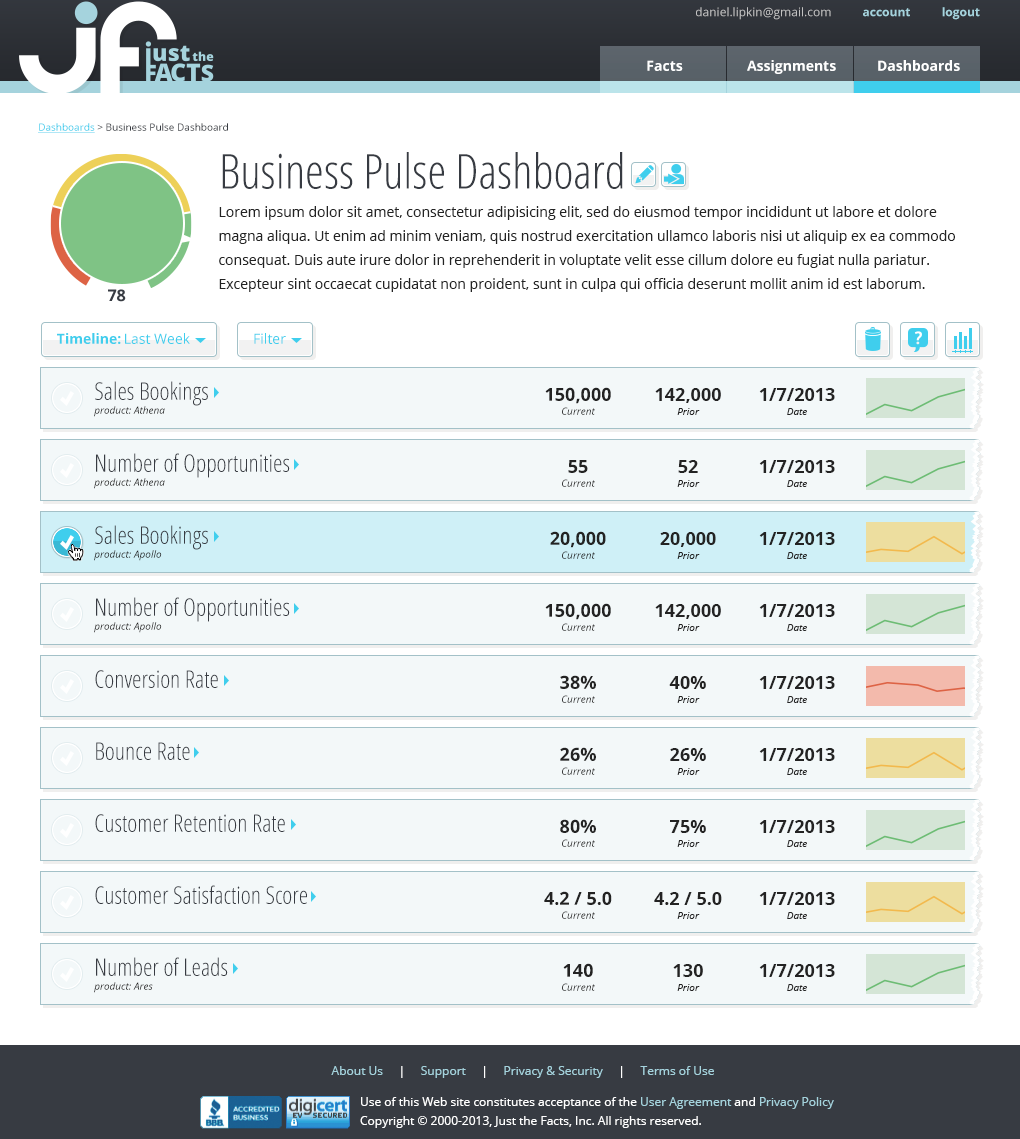 daniel.lipkin@gmail.com account logout
jf just the FACTS
Facts Assignments Dashboards
Dashboards > Business Pulse Dashboard
Business Pulse Dashboard
Lorem ipsum dolor sit amet, consectetur adipisicing elit, sed do eiusmod tempor incididunt ut labore et dolore
magna aliqua. Ut enim ad minim veniam, quis nostrud exercitation ullamco laboris nisi ut aliquip ex ea commodo
consequat. Duis aute irure dolor in reprehenderit in voluptate velit esse cillum dolore eu fugiat nulla pariatur.
Excepteur sint occaecat cupidatat non proident, sunt in culpa qui officia deserunt mollit anim id est laborum.
78
Timeline: Last Week Filter ?
Sales Bookings 150,000 142,000 1/7/2013
product: Athena Current Prior Date
Number of Opportunities 55 52 1/7/2013
product: Athena Current Prior Date
Sales Bookings 20,000 20,000 1/7/2013
product: Apollo Current Prior Date
Number of Opportunities 150,000 142,000 1/7/2013
product: Apollo Current Prior Date
Conversion Rate 38% 40% 1/7/2013
Current Prior Date
Bounce Rate 26% 26% 1/7/2013
Current Prior Date
Customer Retention Rate 80% 75% 1/7/2013
Current Prior Date
Customer Satisfaction Score 4.2 / 5.0 4.2 / 5.0 1/7/2013
Current Prior Date
Number of Leads 140 130 1/7/2013
product: Ares Current Prior Date
About Us | Support | Privacy & Security | Terms of Use
BBB ACCREDITED BUSINESS
digicert EV SECURED
Use of this Web site constitutes acceptance of the User Agreement and Privacy Policy
Copyright © 2000-2013, Just the Facts, Inc. All rights reserved.